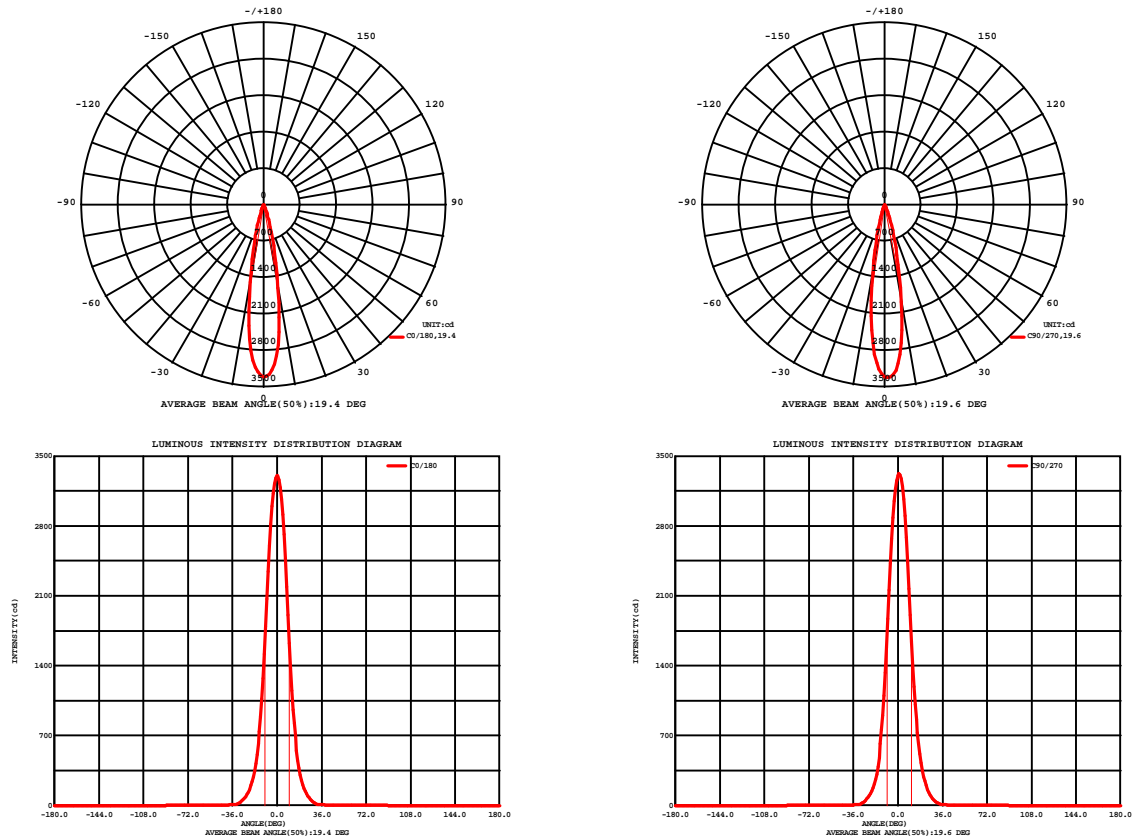 -/+180
-150
150
-120
120
-90
90
-60
60
-30
30
0
700
1400
2100
2800
3500
0
UNIT:cd
C0/180,19.4
AVERAGE BEAM ANGLE(50%):19.4 DEG
-/+180
-150
150
-120
120
-90
90
-60
60
-30
30
0
700
1400
2100
2800
3500
0
UNIT:cd
C90/270,19.6
AVERAGE BEAM ANGLE(50%):19.6 DEG
LUMINOUS INTENSITY DISTRIBUTION DIAGRAM
C0/180
INTENSITY(cd)
3500
2800
2100
1400
700
0
-180.0 -144.0 -108.0 -72.0 -36.0 0.0 36.0 72.0 108.0 144.0 180.0
ANGLE(DEG)
AVERAGE BEAM ANGLE(50%):19.4 DEG
LUMINOUS INTENSITY DISTRIBUTION DIAGRAM
C90/270
INTENSITY(cd)
3500
2800
2100
1400
700
0
-180.0 -144.0 -108.0 -72.0 -36.0 0.0 36.0 72.0 108.0 144.0 180.0
ANGLE(DEG)
AVERAGE BEAM ANGLE(50%):19.6 DEG